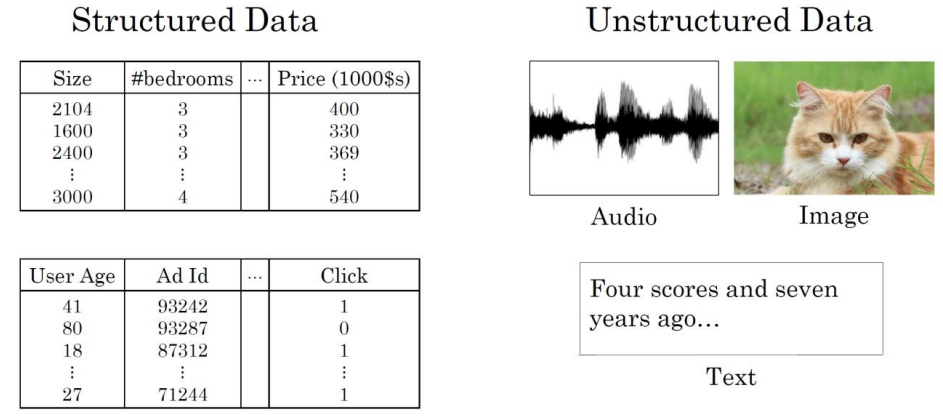 Structured Data
Size #bedrooms ... Price (1000$s)
2104 3 400
1600 3 330
2400 3 369
⋮ ⋮ ⋮
3000 4 540
User Age Ad Id ... Click
41 93242 1
80 93287 0
18 87312 1
⋮ ⋮ ⋮
27 71244 1
Unstructured Data
Audio
Image
Four scores and seven
years ago...
Text